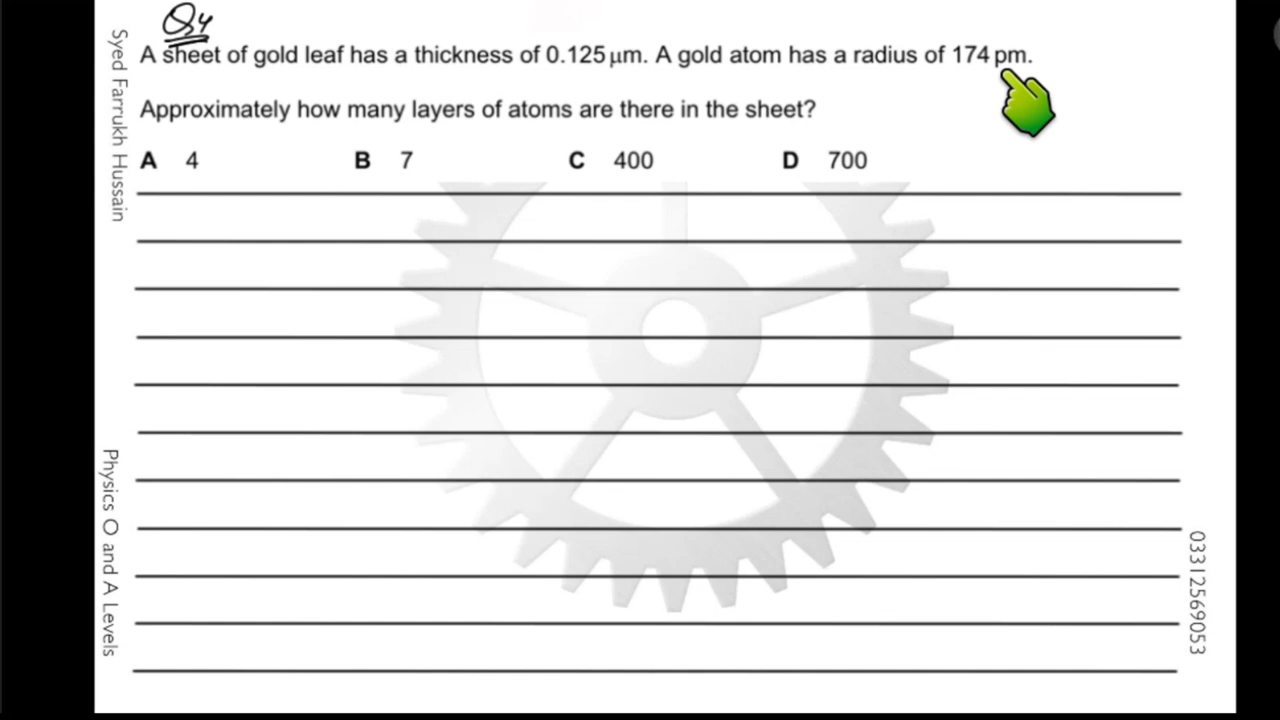 Q4
A sheet of gold leaf has a thickness of 0.125 μm. A gold atom has a radius of 174 pm.
Approximately how many layers of atoms are there in the sheet?
A 4 B 7 C 400 D 700
Syed Farrukh Hussain
Physics O and A Levels
03312569053